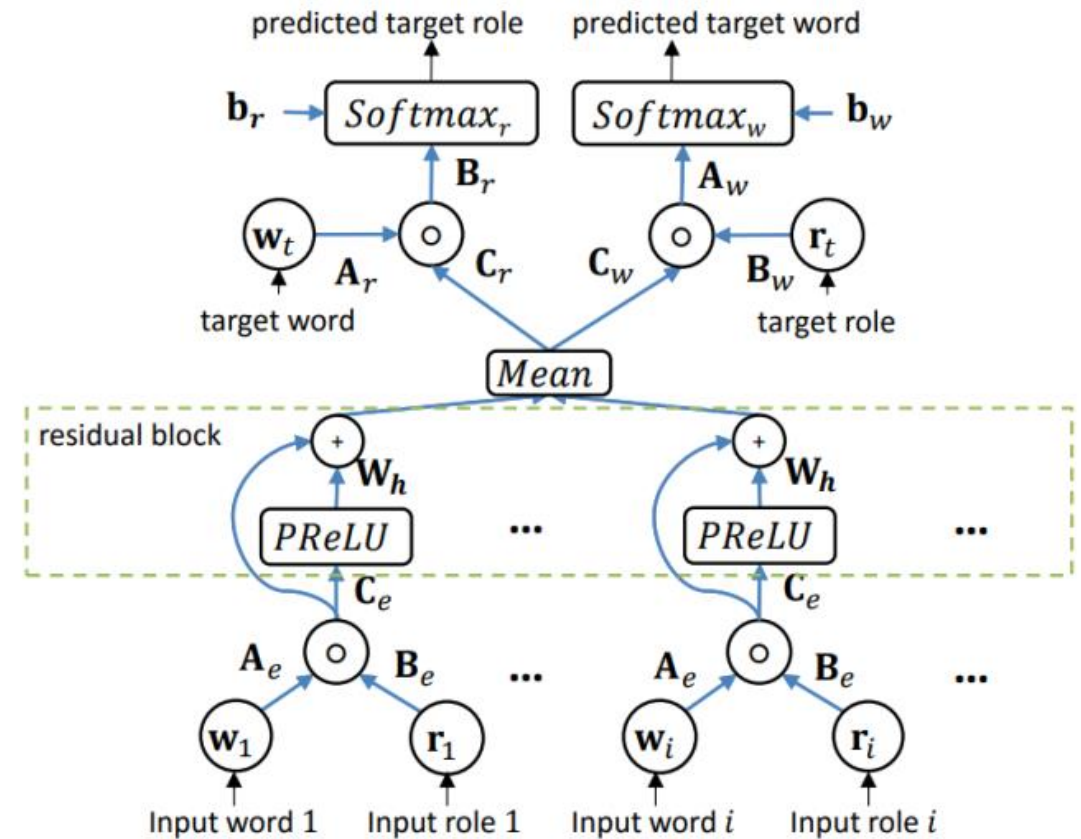 predicted target role predicted target word
b_r Softmax_r Softmax_w b_w
B_r A_w
w_t ∘ ∘ r_t
A_r C_r C_w B_w
target word target role
Mean
residual block
+ +
W_h W_h
PReLU ... PReLU ...
C_e C_e
∘ ∘
A_e B_e ... A_e B_e ...
w_1 r_1 w_i r_i
Input word 1 Input role 1 Input word i Input role i